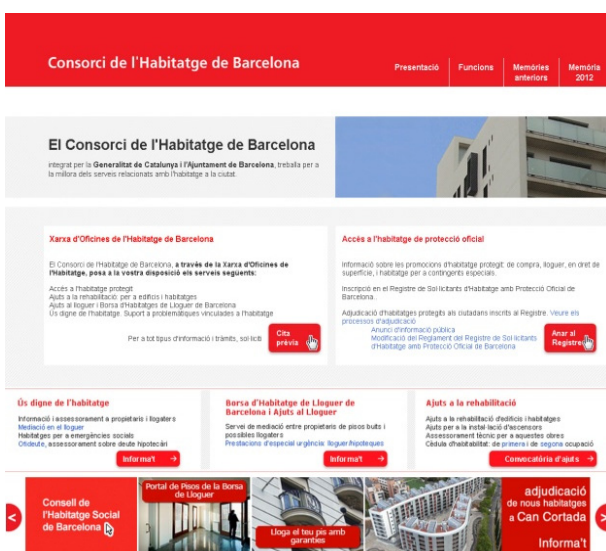 Consorci de l'Habitatge de Barcelona
Presentació
Funcions
Memòries
anteriors
Memòria
2012
El Consorci de l'Habitatge de Barcelona
integrat per la Generalitat de Catalunya i l'Ajuntament de Barcelona, treballa per a
la millora dels serveis relacionats amb l'habitatge a la ciutat.
Xarxa d'Oficines de l'Habitatge de Barcelona
El Consorci de l'Habitatge de Barcelona, a través de la Xarxa d'Oficines de
l'Habitatge, posa a la vostra disposició els serveis següents:
Accés a l'habitatge protegit
Ajuts a la rehabilitació per a edificis i habitatges
Ajuts al lloguer i Borsa d'Habitatges de Lloguer de Barcelona
Ús digne de l'habitatge. Suport a problemàtiques vinculades a l'habitatge
Per a tot tipus d'informació i tràmits, sol·liciti
Cita
prèvia
Accés a l'habitatge de protecció oficial
Informació sobre les promocions d'habitatge protegit: de compra, lloguer, en dret de
superfície, i habitatge per a contingents especials.
Inscripció en el Registre de Sol·licitants d'Habitatge amb Protecció Oficial de
Barcelona.
Adjudicació d'habitatges protegits als ciutadans inscrits al Registre. Veure els
processos d'adjudicació
Anunci d'informació pública
Modificació del Reglament del Registre de Sol·licitants
d'Habitatge amb Protecció Oficial de Barcelona
Anar al
Registre
Ús digne de l'habitatge
Informació i assessorament a propietaris i llogaters
Mediació en el lloguer
Habitatges per a emergències socials
Ofideute, assessorament sobre deute hipotecàri
Informa't
Borsa d'Habitatge de Lloguer de
Barcelona i Ajuts al Lloguer
Servei de mediació entre propietaris de pisos buits i
possibles llogaters
Prestacions d'especial urgència: lloguer/hipoteques
Informa't
Ajuts a la rehabilitació
Ajuts a la rehabilitació d'edificis i habitatges
Ajuts per a la instal·lació d'ascensors
Assessorament tècnic per a aquestes obres
Cèdula d'habitabilitat: de primera i de segona ocupació
Convocatòria d'ajuts
Consell de
l'Habitatge Social
de Barcelona
Portal de Pisos de la Borsa
de Lloguer
Lloga el teu pis amb
garanties
adjudicació
de nous habitatges
a Can Cortada
Informa't